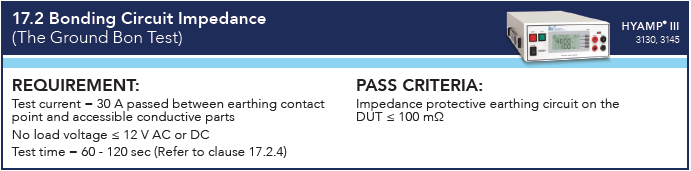 17.2 Bonding Circuit Impedance
(The Ground Bon Test)
HYAMP® III
3130, 3145
REQUIREMENT:
Test current – 30 A passed between earthing contact
point and accessible conductive parts
No load voltage ≤ 12 V AC or DC
Test time – 60 - 120 sec (Refer to clause 17.2.4)
PASS CRITERIA:
Impedance protective earthing circuit on the
DUT ≤ 100 mΩ